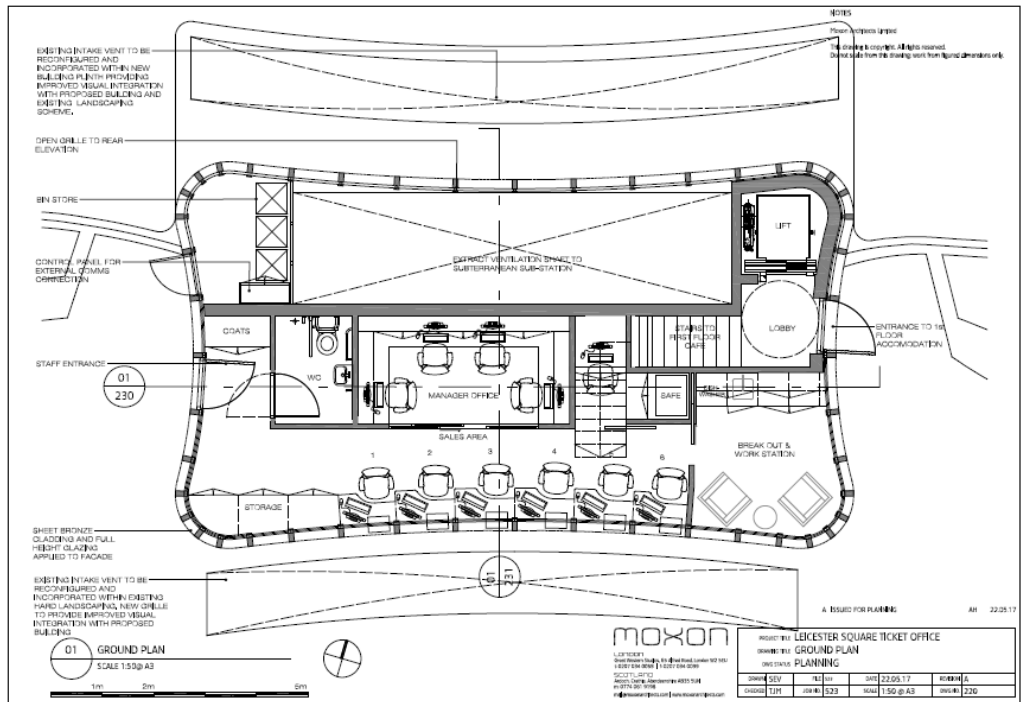 NOTES
Moxon Architects Limited
This drawing is copyright. All rights reserved.
Do not scale from this drawing; work from figured dimensions only.
EXISTING INTAKE VENT TO BE
RECONFIGURED AND
INCORPORATED WITHIN NEW
BUILDING PLINTH PROVIDING
IMPROVED VISUAL INTEGRATION
WITH PROPOSED BUILDING AND
EXISTING LANDSCAPING
SCHEME.
OPEN GRILLE TO REAR
ELEVATION
BIN STORE
CONTROL PANEL FOR
EXTERNAL COMMS
CONNECTION
EXTRACT VENTILATION SHAFT TO
SUBTERRANEAN SUB-STATION
LIFT
COATS
STAIRS TO
FIRST FLOOR
CAFE
LOBBY
ENTRANCE TO 1st
FLOOR
ACCOMODATION
STAFF ENTRANCE
01
230
WC
MANAGER OFFICE
SAFE
SALES AREA
BREAK OUT &
WORK STATION
1
2
3
4
6
STORAGE
SHEET BRONZE
CLADDING AND FULL
HEIGHT GLAZING
APPLIED TO FACADE
EXISTING INTAKE VENT TO BE
RECONFIGURED AND
INCORPORATED WITHIN EXISTING
HARD LANDSCAPING, NEW GRILLE
TO PROVIDE IMPROVED VISUAL
INTEGRATION WITH PROPOSED
BUILDING
01
231
A ISSUED FOR PLANNING AH 22.05.17
01 GROUND PLAN
SCALE 1:50@ A3
1m 2m 5m
moxon
LONDON
SCOTLAND
PROJECT TITLE LEICESTER SQUARE TICKET OFFICE
DRAWING TITLE GROUND PLAN
DWG STATUS PLANNING
DRAWN SEV FILE 523 DATE 22.05.17 REVISION A
CHECKED TJM JOB NO. 523 SCALE 1:50 @ A3 DWG NO. 220